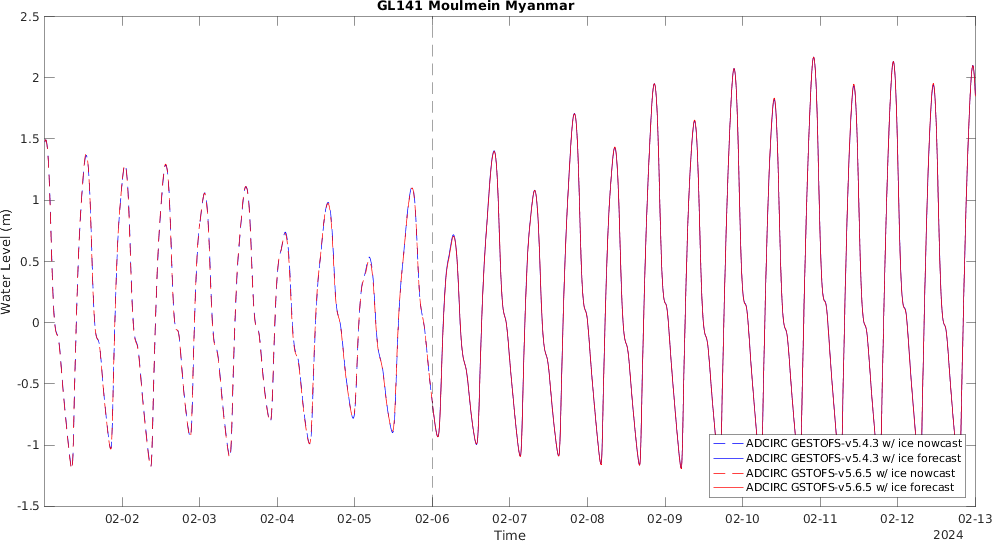 GL141 Moulmein Myanmar
2.5
2
1.5
1
0.5
0
-0.5
-1
-1.5
Water Level (m)
ADCIRC GESTOFS-v5.4.3 w/ ice nowcast
ADCIRC GESTOFS-v5.4.3 w/ ice forecast
ADCIRC GSTOFS-v5.6.5 w/ ice nowcast
ADCIRC GSTOFS-v5.6.5 w/ ice forecast
02-02 02-03 02-04 02-05 02-06 02-07 02-08 02-09 02-10 02-11 02-12 02-13
Time
2024